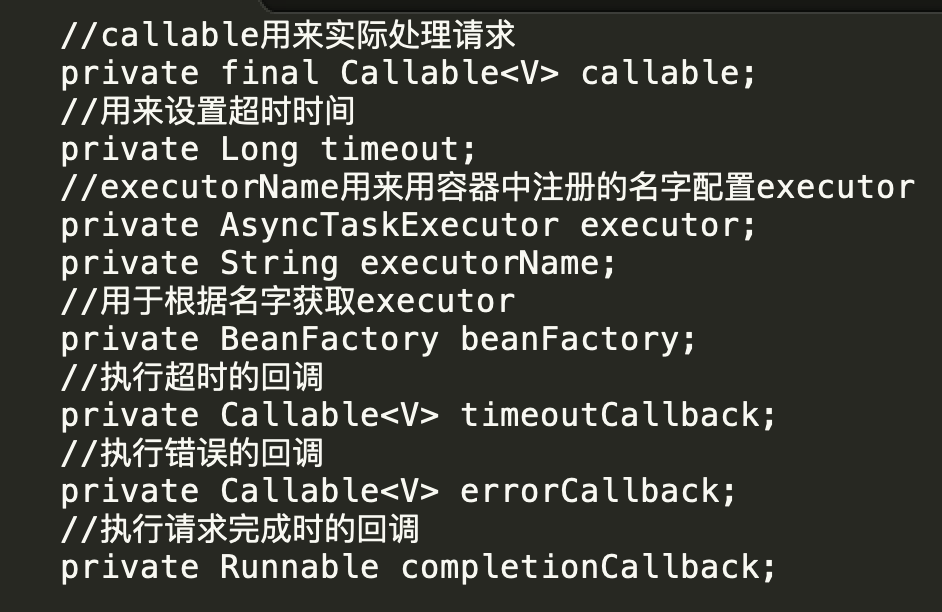 //callable用来实际处理请求
private final Callable<V> callable;
//用来设置超时时间
private Long timeout;
//executorName用来用容器中注册的名字配置executor
private AsyncTaskExecutor executor;
private String executorName;
//用于根据名字获取executor
private BeanFactory beanFactory;
//执行超时的回调
private Callable<V> timeoutCallback;
//执行错误的回调
private Callable<V> errorCallback;
//执行请求完成时的回调
private Runnable completionCallback;